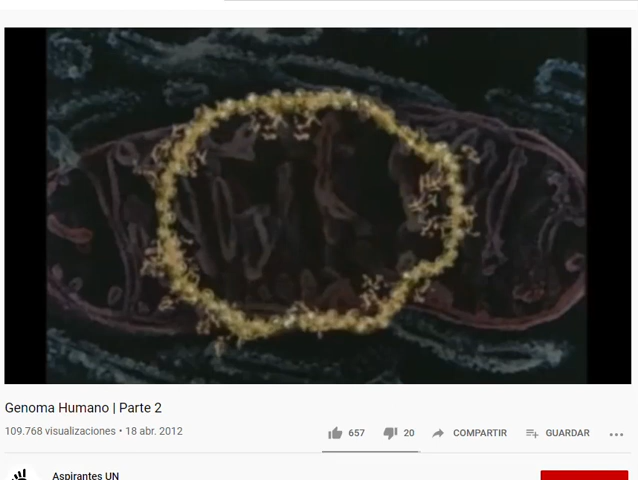 Genoma Humano | Parte 2
109.768 visualizaciones • 18 abr. 2012
657
20
COMPARTIR
GUARDAR
Aspirantes UN